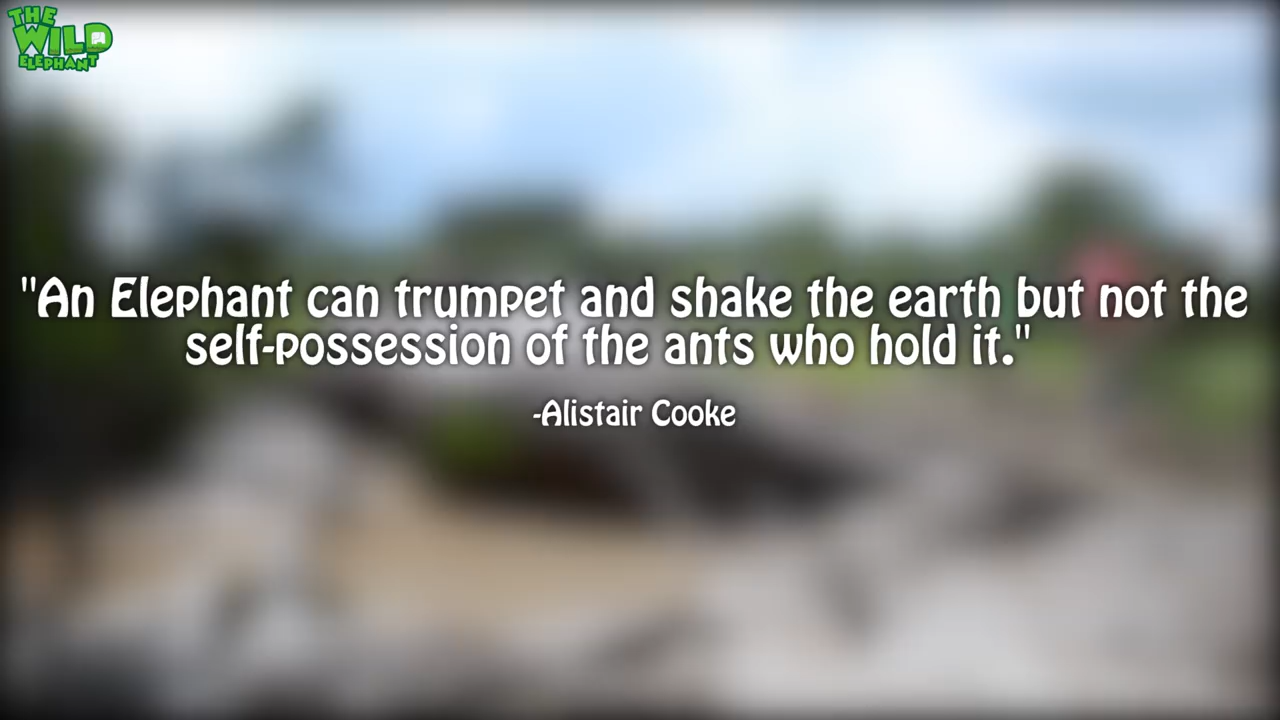 THE
WILD
ELEPHANT
"An Elephant can trumpet and shake the earth but not the
self-possession of the ants who hold it."
-Alistair Cooke